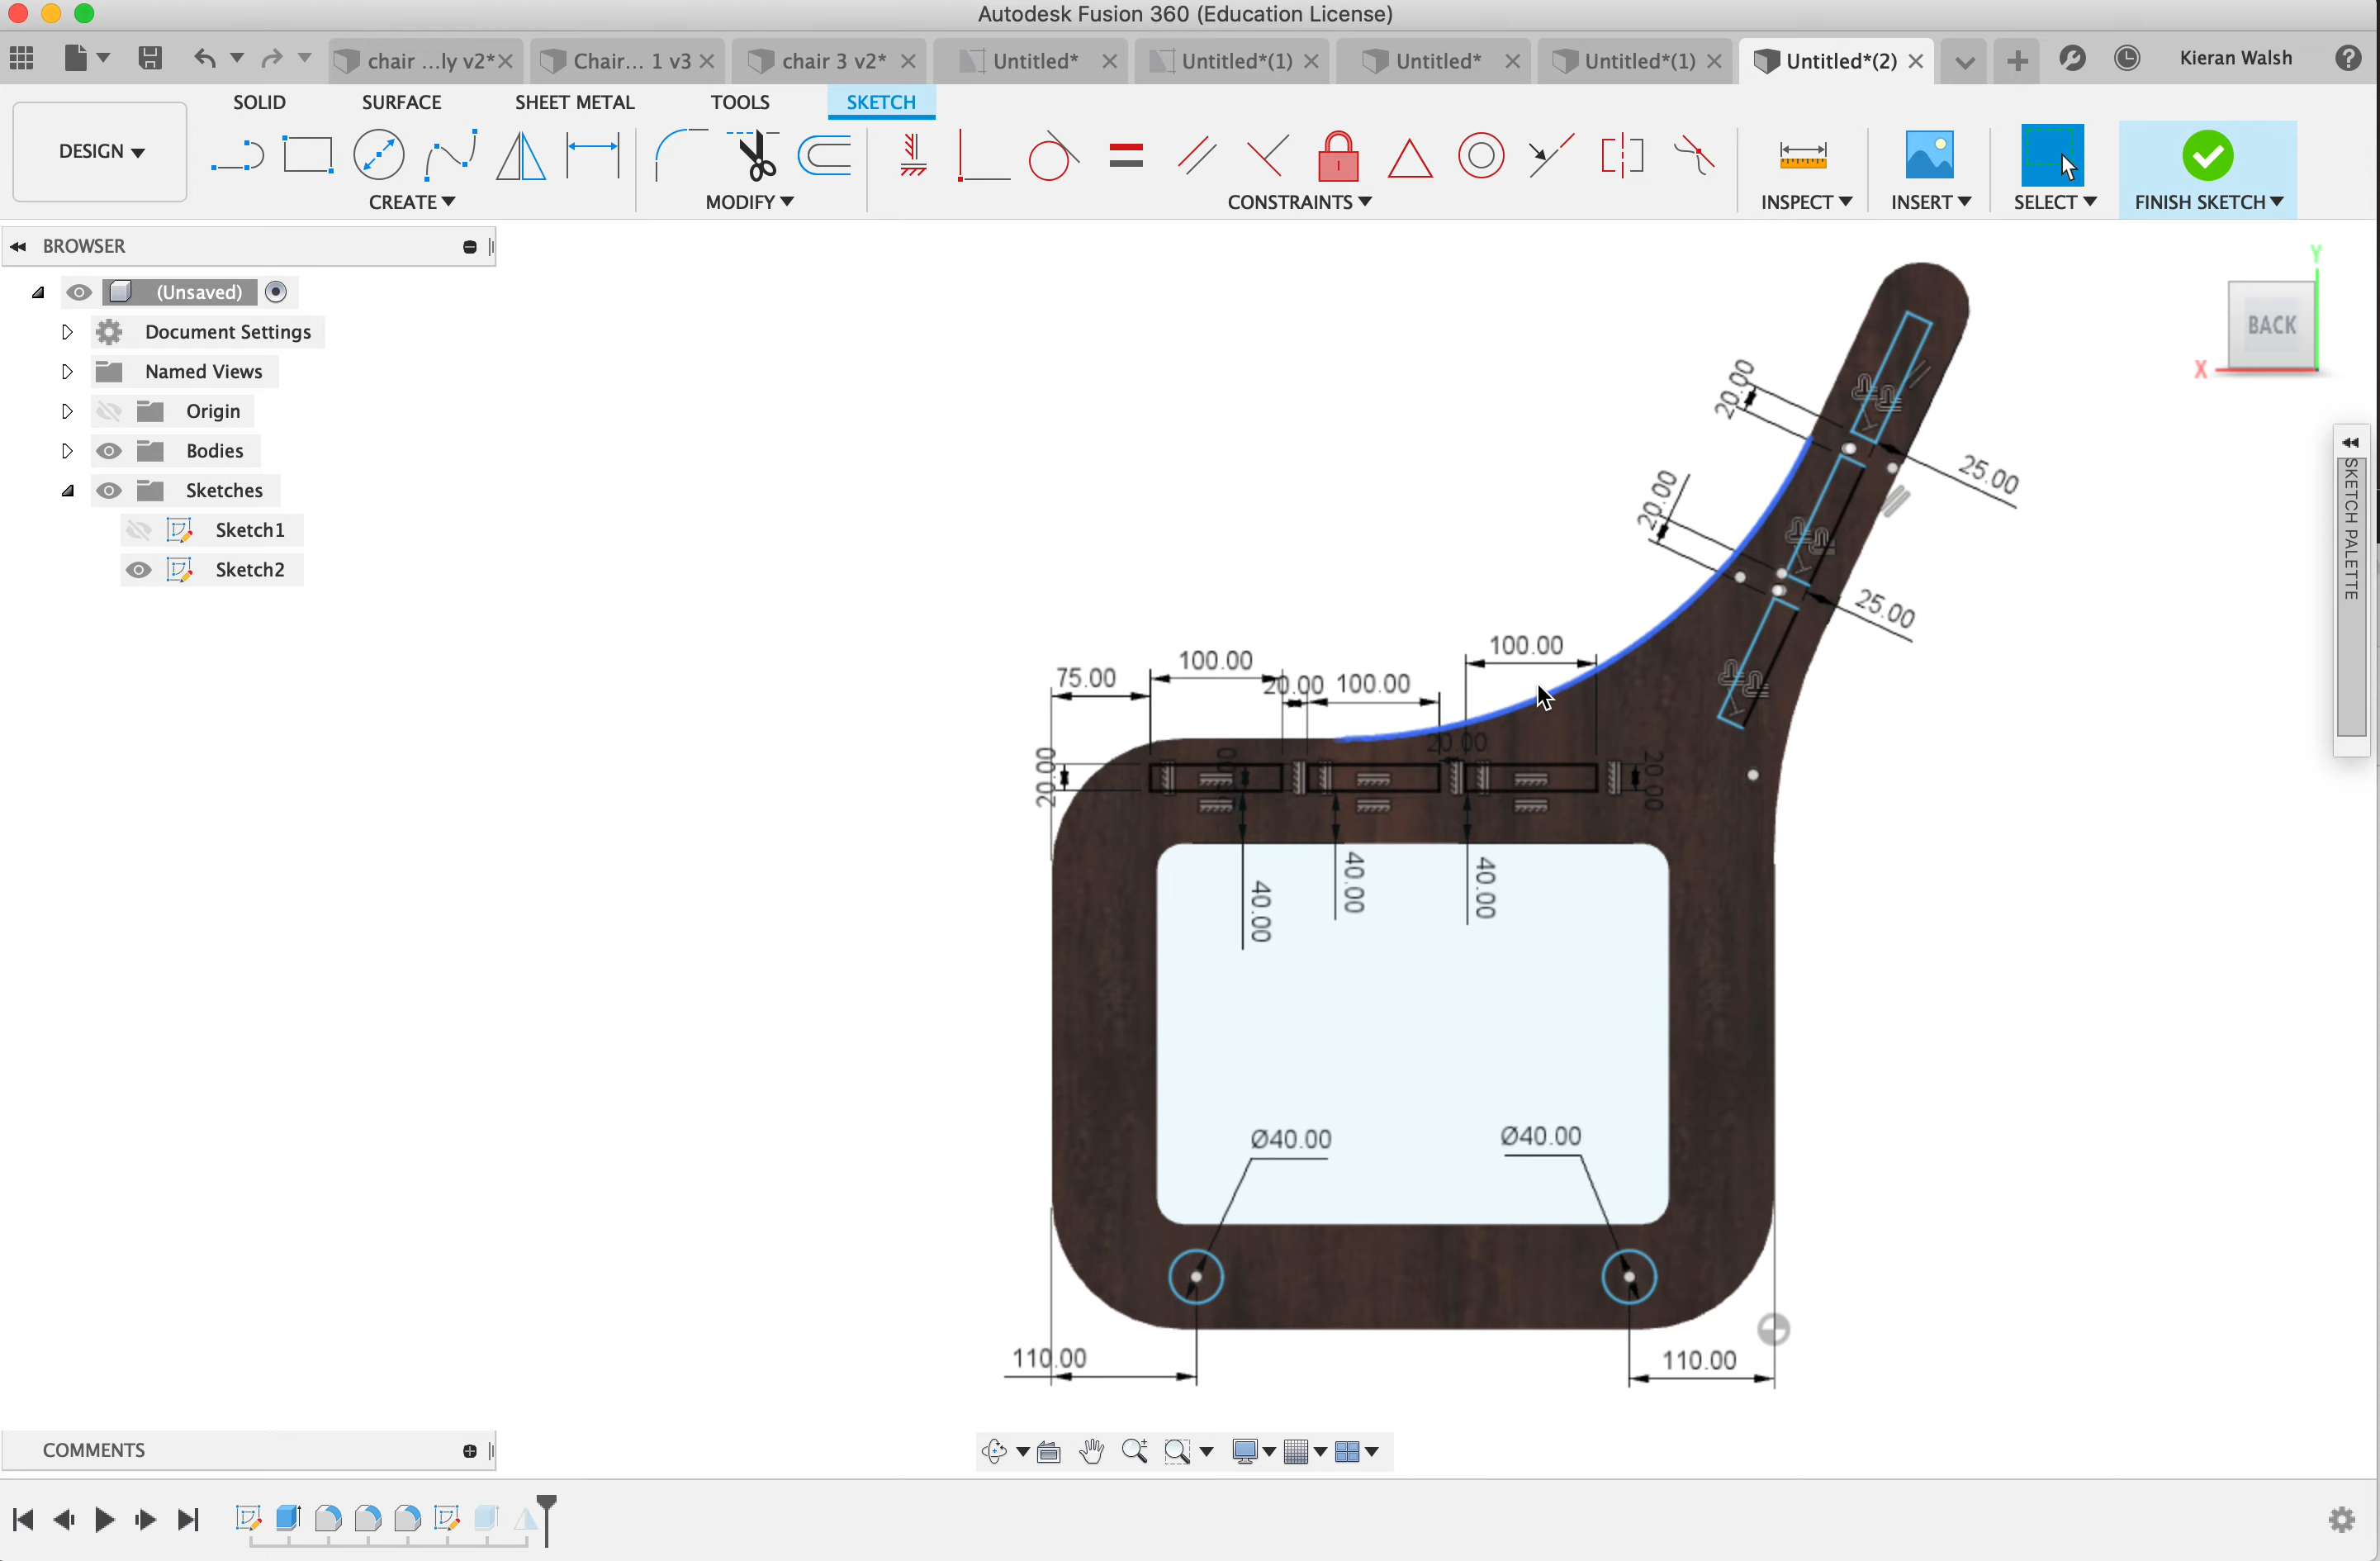 Autodesk Fusion 360 (Education License)
chair ...ly v2*
Chair... 1 v3
chair 3 v2*
Untitled*
Untitled*(1)
Untitled*
Untitled*(1)
Untitled*(2)
Kieran Walsh
SOLID
SURFACE
SHEET METAL
TOOLS
SKETCH
DESIGN
CREATE
MODIFY
CONSTRAINTS
INSPECT
INSERT
SELECT
FINISH SKETCH
BROWSER
(Unsaved)
Document Settings
Named Views
Origin
Bodies
Sketches
Sketch1
Sketch2
Y
BACK
X
SKETCH PALETTE
20.00
25.00
20.00
25.00
100.00
100.00
75.00
20.00
100.00
20.00
20.00
20.00
40.00
40.00
40.00
Ø40.00
Ø40.00
110.00
110.00
COMMENTS